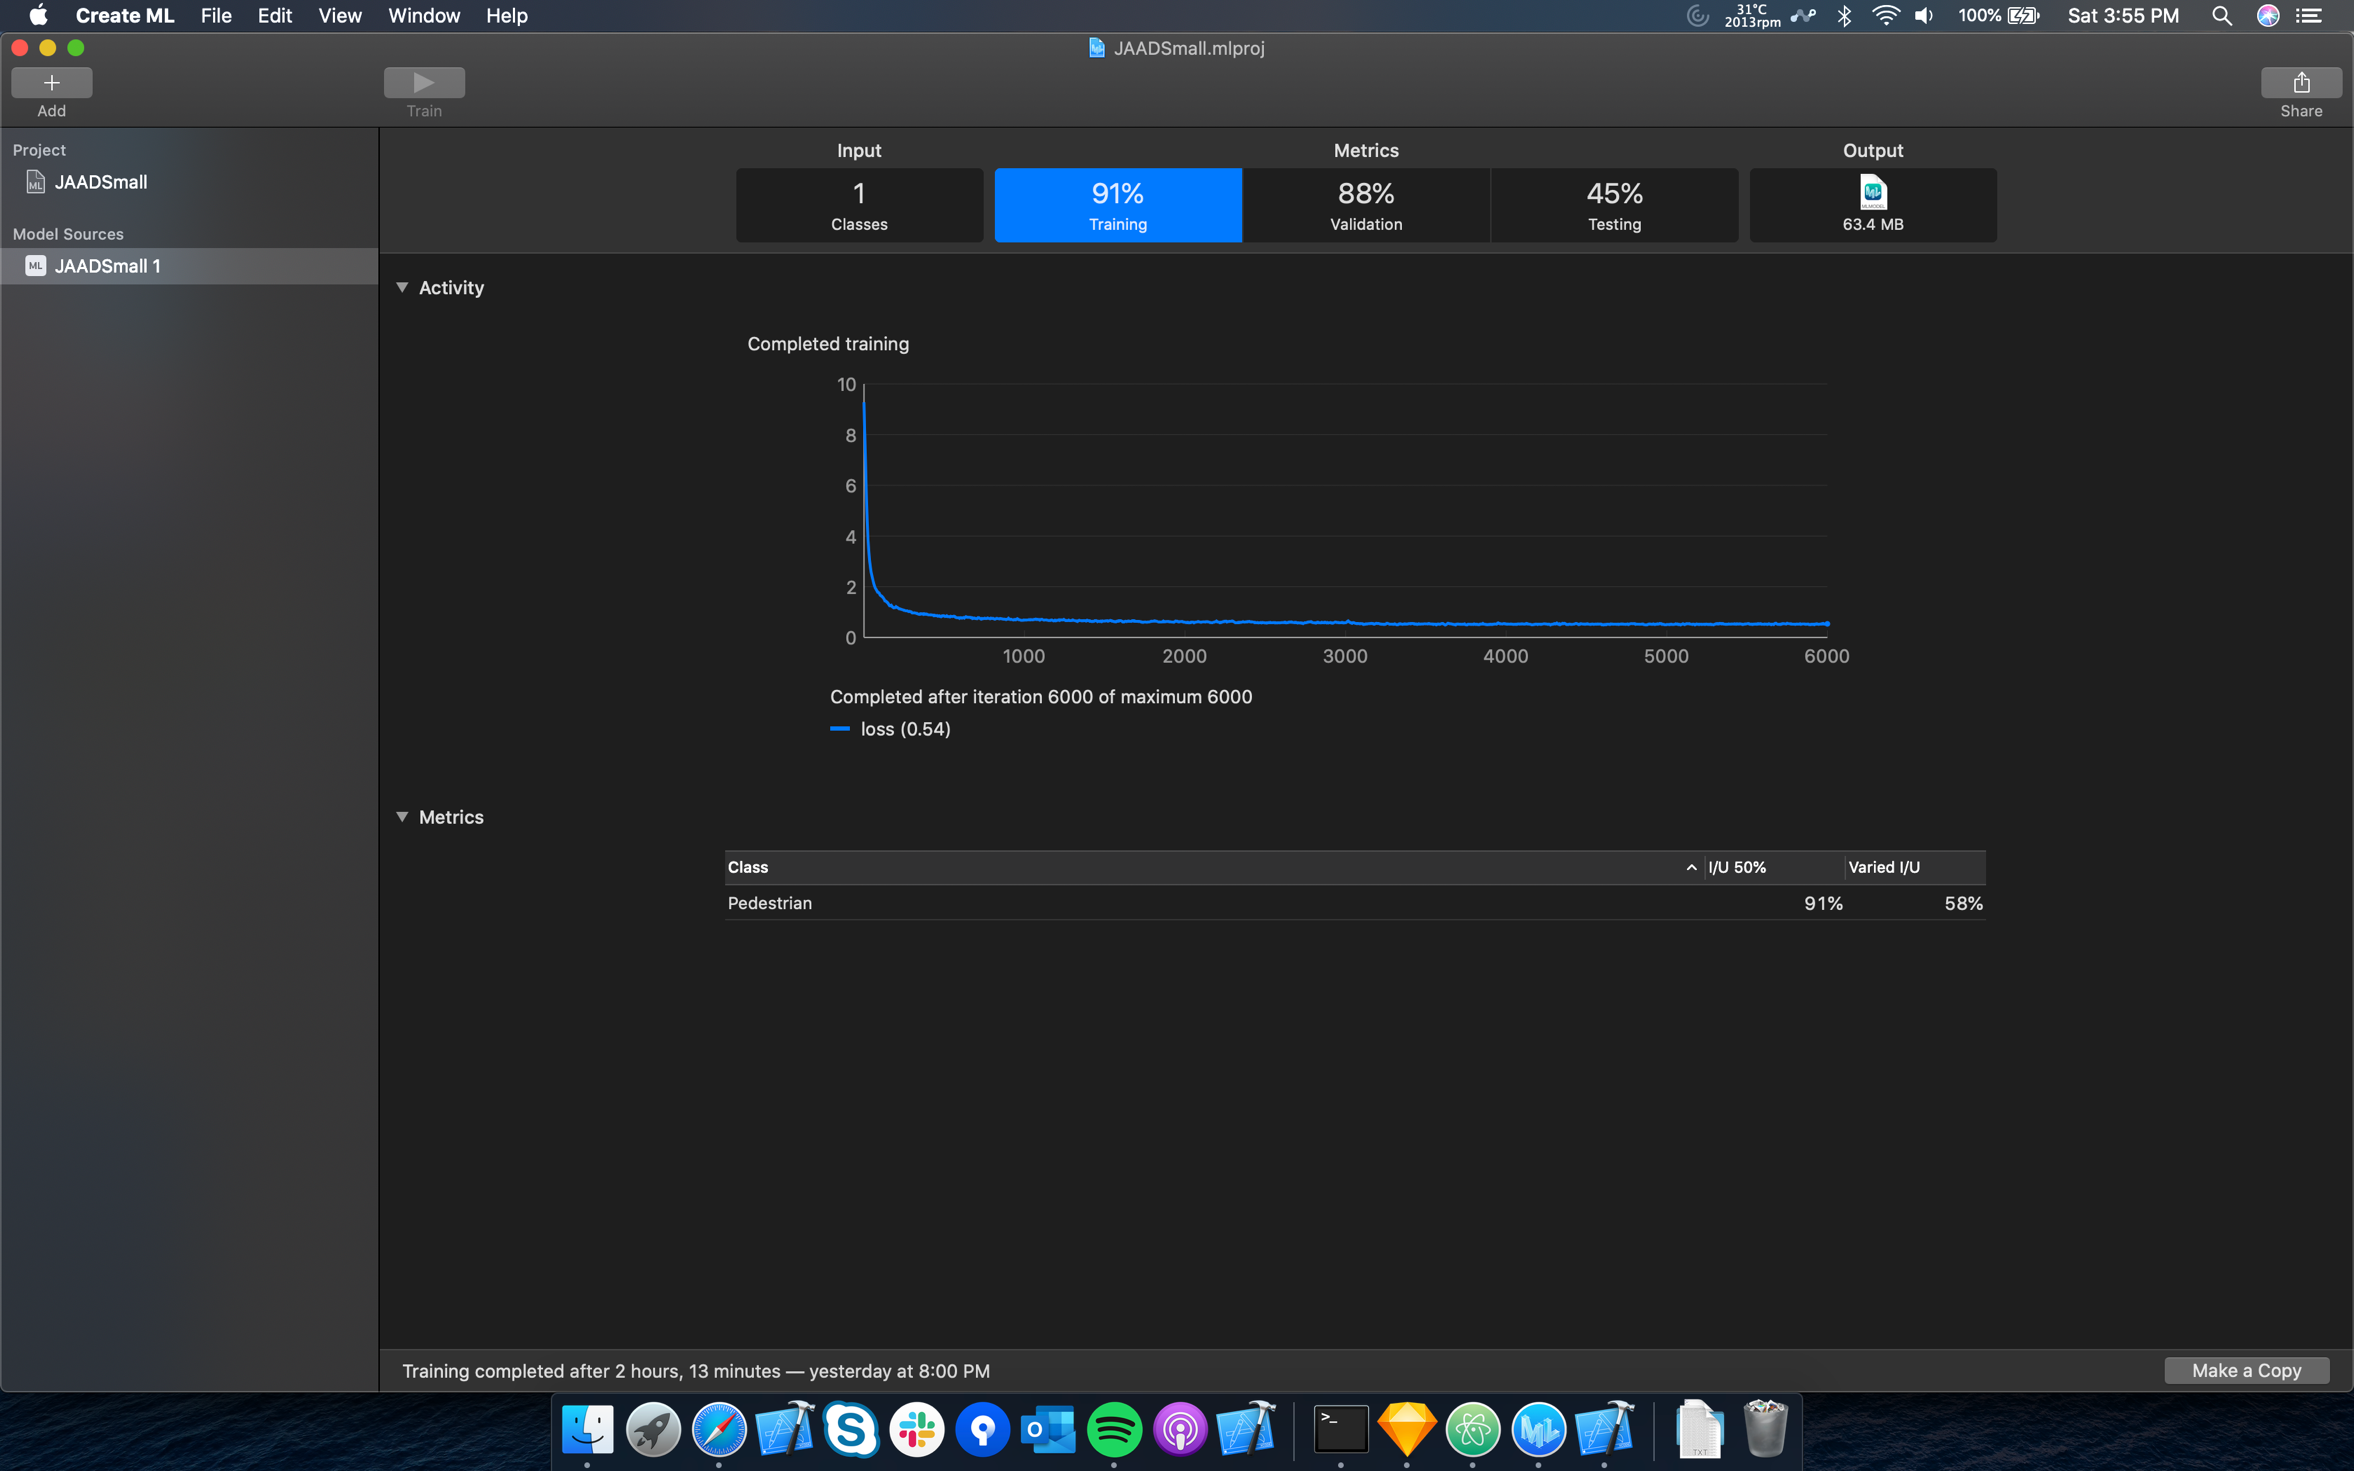 Create ML File Edit View Window Help 31°C 2013rpm 100% Sat 3:55 PM
JAADSmall.mlproj
Add Train Share
Project
JAADSmall
Model Sources
JAADSmall 1
Input Metrics Output
1 91% 88% 45%
Classes Training Validation Testing 63.4 MB
Activity
Completed training
10
8
6
4
2
0
1000 2000 3000 4000 5000 6000
Completed after iteration 6000 of maximum 6000
loss (0.54)
Metrics
Class I/U 50% Varied I/U
Pedestrian 91% 58%
Training completed after 2 hours, 13 minutes — yesterday at 8:00 PM Make a Copy